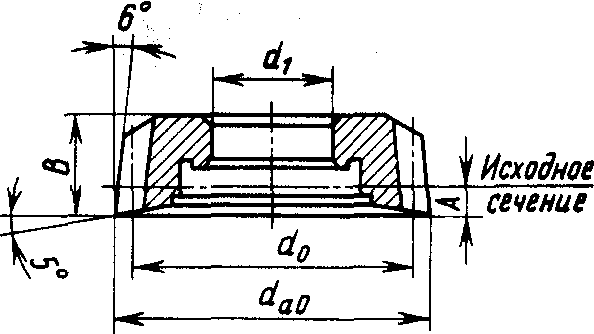 6°
d₁
B
Исходное
сечение
A
5°
d₀
dₐ₀